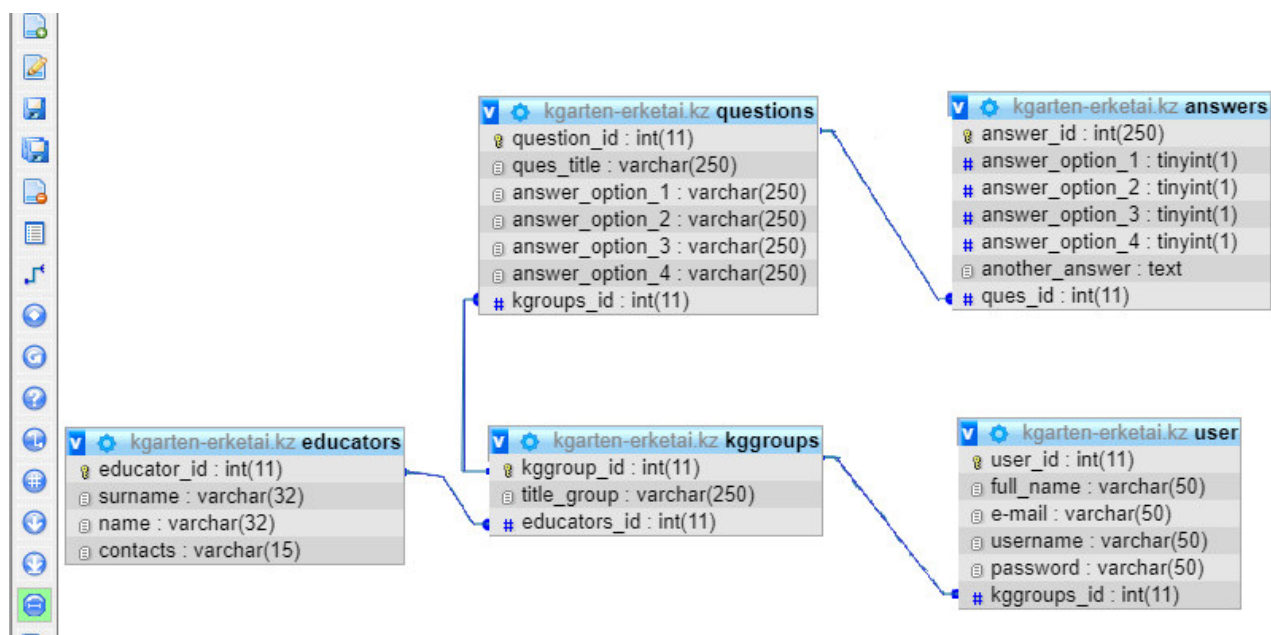 kgarten-erketai.kz questions
question_id : int(11)
ques_title : varchar(250)
answer_option_1 : varchar(250)
answer_option_2 : varchar(250)
answer_option_3 : varchar(250)
answer_option_4 : varchar(250)
kgroups_id : int(11)
kgarten-erketai.kz answers
answer_id : int(250)
answer_option_1 : tinyint(1)
answer_option_2 : tinyint(1)
answer_option_3 : tinyint(1)
answer_option_4 : tinyint(1)
another_answer : text
ques_id : int(11)
kgarten-erketai.kz educators
educator_id : int(11)
surname : varchar(32)
name : varchar(32)
contacts : varchar(15)
kgarten-erketai.kz kggroups
kggroup_id : int(11)
title_group : varchar(250)
educators_id : int(11)
kgarten-erketai.kz user
user_id : int(11)
full_name : varchar(50)
e-mail : varchar(50)
username : varchar(50)
password : varchar(50)
kggroups_id : int(11)